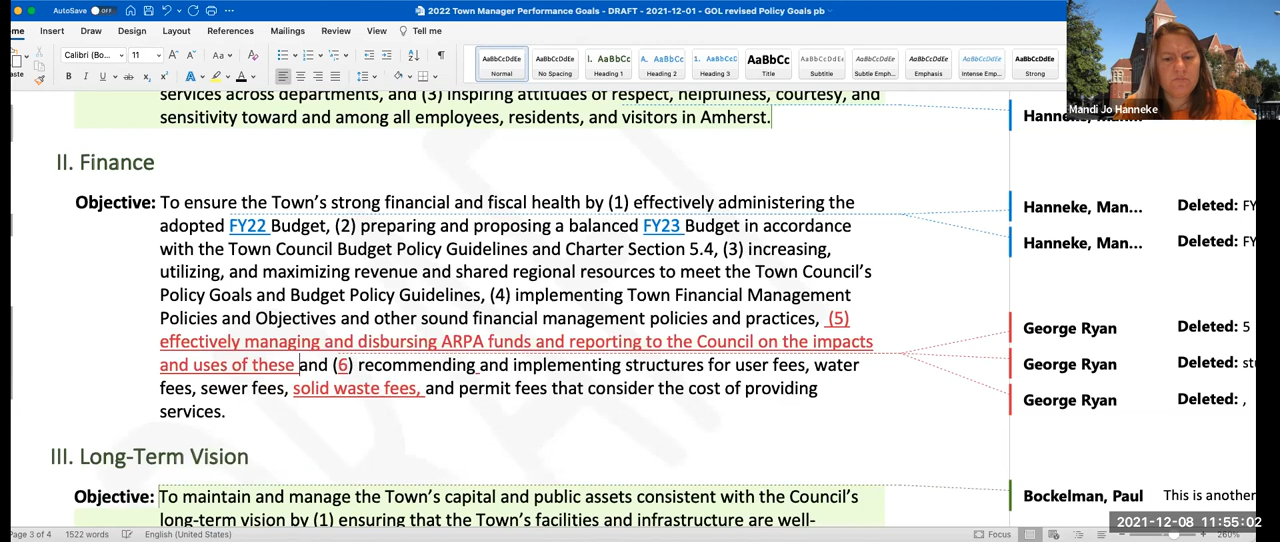 AutoSave OFF
2022 Town Manager Performance Goals - DRAFT - 2021-12-01 - GOL revised Policy Goals pb
Insert Draw Design Layout References Mailings Review View Tell me
Calibri (Bo... 11
Normal No Spacing Heading 1 Heading 2 Heading 3 Title Subtitle Subtle Emph... Emphasis Intense Emp... Strong
Mandi Jo Hanneke
services across departments, and (3) inspiring attitudes of respect, helpfulness, courtesy, and
sensitivity toward and among all employees, residents, and visitors in Amherst.
II. Finance
Objective: To ensure the Town's strong financial and fiscal health by (1) effectively administering the
adopted FY22 Budget, (2) preparing and proposing a balanced FY23 Budget in accordance
with the Town Council Budget Policy Guidelines and Charter Section 5.4, (3) increasing,
utilizing, and maximizing revenue and shared regional resources to meet the Town Council's
Policy Goals and Budget Policy Guidelines, (4) implementing Town Financial Management
Policies and Objectives and other sound financial management policies and practices, (5)
effectively managing and disbursing ARPA funds and reporting to the Council on the impacts
and uses of these and (6) recommending and implementing structures for user fees, water
fees, sewer fees, solid waste fees, and permit fees that consider the cost of providing
services.
III. Long-Term Vision
Objective: To maintain and manage the Town's capital and public assets consistent with the Council's
long-term vision by (1) ensuring that the Town's facilities and infrastructure are well-
Hanneke, Man... Deleted: FY
Hanneke, Man... Deleted: FY
George Ryan Deleted: 5
George Ryan Deleted: st
George Ryan Deleted: ,
Bockelman, Paul This is another
2021-12-08 11:55:02
Page 3 of 4 1522 words English (United States) Focus 260%